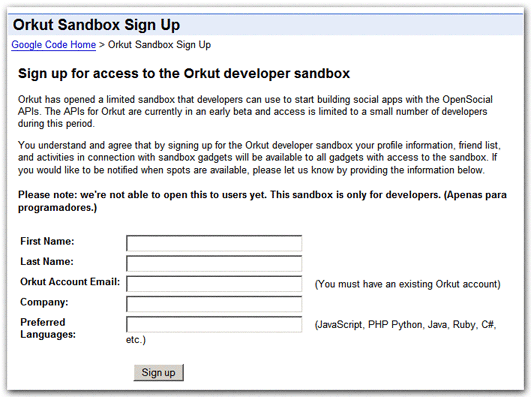 Orkut Sandbox Sign Up
Google Code Home > Orkut Sandbox Sign Up
Sign up for access to the Orkut developer sandbox
Orkut has opened a limited sandbox that developers can use to start building social apps with the OpenSocial
APIs. The APIs for Orkut are currently in an early beta and access is limited to a small number of developers
during this period.
You understand and agree that by signing up for the Orkut developer sandbox your profile information, friend list,
and activities in connection with sandbox gadgets will be available to all gadgets with access to the sandbox. If
you would like to be notified when spots are available, please let us know by providing the information below.
Please note: we're not able to open this to users yet. This sandbox is only for developers. (Apenas para
programadores.)
First Name:
Last Name:
Orkut Account Email: (You must have an existing Orkut account)
Company:
Preferred (JavaScript, PHP Python, Java, Ruby, C#,
Languages: etc.)
Sign up